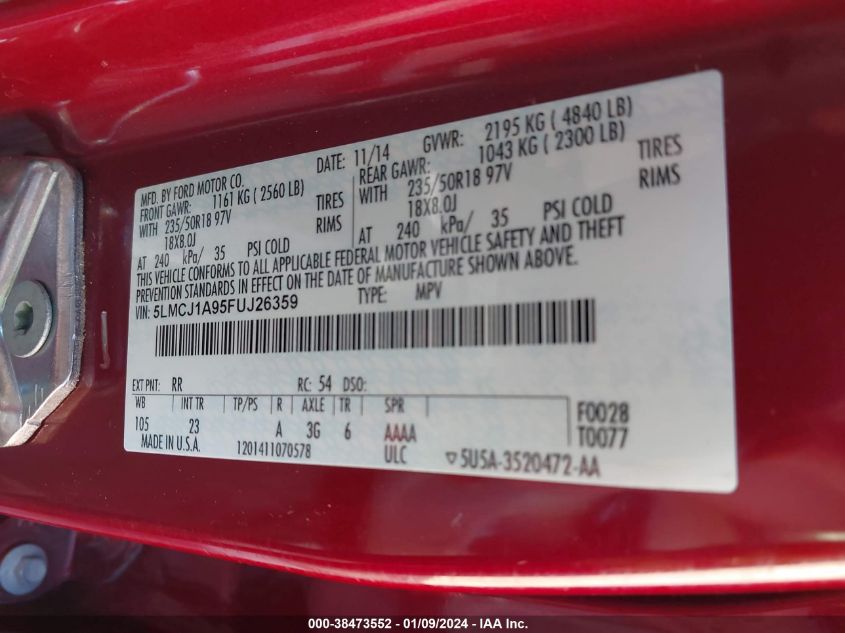 MFD. BY FORD MOTOR CO.
DATE: 11/14 GVWR: 2195 KG ( 4840 LB)
FRONT GAWR: 1161 KG ( 2560 LB)
REAR GAWR: 1043 KG ( 2300 LB)
WITH 235/50R18 97V TIRES
WITH 235/50R18 97V TIRES
18X8.0J RIMS
18X8.0J RIMS
AT 240 kPa/ 35 PSI COLD
AT 240 kPa/ 35 PSI COLD
THIS VEHICLE CONFORMS TO ALL APPLICABLE FEDERAL MOTOR VEHICLE SAFETY AND THEFT
PREVENTION STANDARDS IN EFFECT ON THE DATE OF MANUFACTURE SHOWN ABOVE.
VIN: 5LMCJ1A95FUJ26359 TYPE: MPV
EXT PNT: RR RC: 54 DSO:
WB INT TR TP/PS R AXLE TR SPR
105 23 A 3G 6 AAAA F0028
MADE IN U.S.A. 1201411070578 ULC T0077
▽5U5A-3520472-AA
000-38473552 - 01/09/2024 - IAA, Inc.